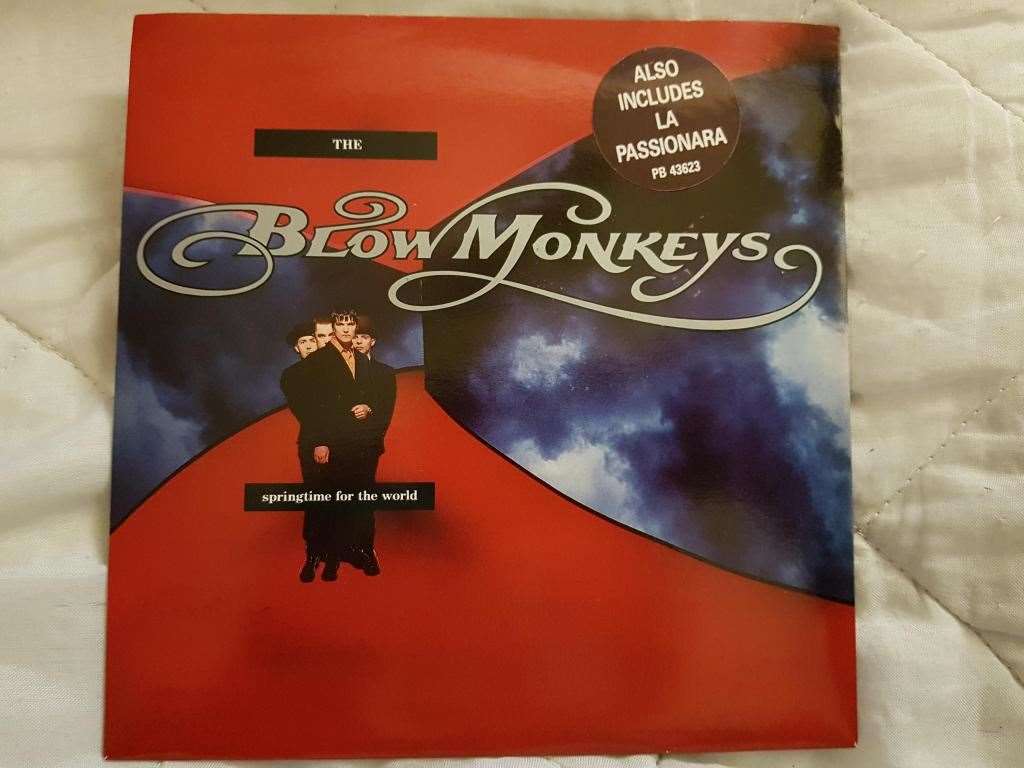 ALSO
INCLUDES
LA
PASSIONARA
PB 43623
THE
BLOW MONKEYS
springtime for the world